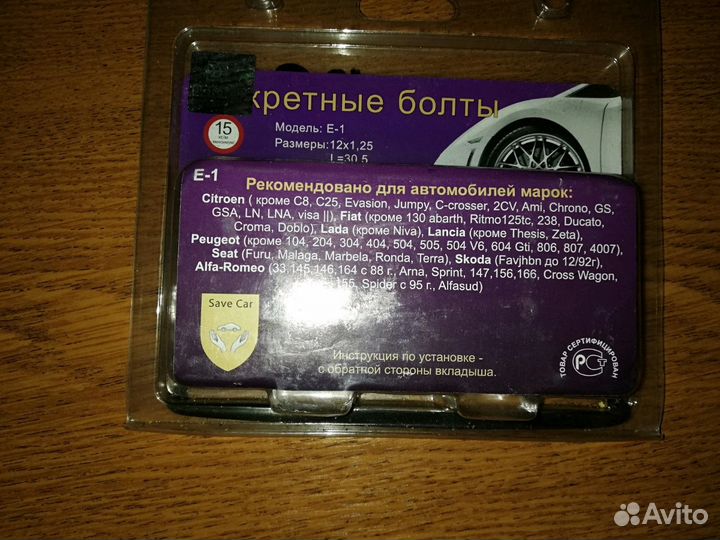 кретные болты
15
Модель: Е-1
Размеры:12х1,25
L=30,5
Е-1
Рекомендовано для автомобилей марок:
Citroen ( кроме C8, C25, Evasion, Jumpy, C-crosser, 2CV, Ami, Chrono, GS,
GSA, LN, LNA, visa ||), Fiat (кроме 130 abarth, Ritmo125tc, 238, Ducato,
Croma, Doblo), Lada (кроме Niva), Lancia (кроме Thesis, Zeta),
Peugeot (кроме 104, 204, 304, 404, 504, 505, 504 V6, 604 Gti, 806, 807, 4007),
Seat (Furu, Malaga, Marbela, Ronda, Terra), Skoda (Favjhbn до 12/92г),
Alfa-Romeo (33,145,146,164 с 88 г., Arna, Sprint, 147,156,166, Cross Wagon,
155, Spider с 95 г., Alfasud)
Save Car
Инструкция по установке -
с обратной стороны вкладыша.
ТОВАР СЕРТИФИЦИРОВАН
РСТ
Avito